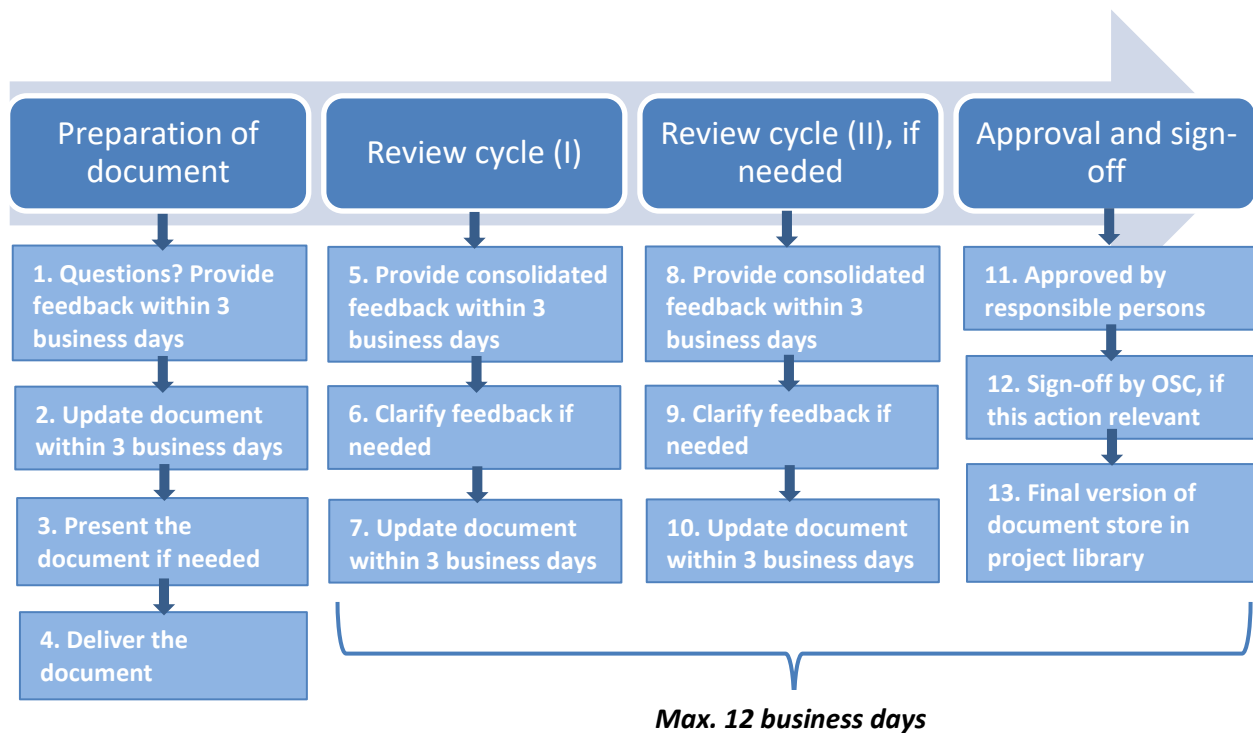 Preparation of
document
Review cycle (I)
Review cycle (II), if
needed
Approval and sign-
off
1. Questions? Provide
feedback within 3
business days
2. Update document
within 3 business days
3. Present the
document if needed
4. Deliver the
document
5. Provide consolidated
feedback within 3
business days
6. Clarify feedback if
needed
7. Update document
within 3 business days
8. Provide consolidated
feedback within 3
business days
9. Clarify feedback if
needed
10. Update document
within 3 business days
11. Approved by
responsible persons
12. Sign-off by OSC, if
this action relevant
13. Final version of
document store in
project library
Max. 12 business days